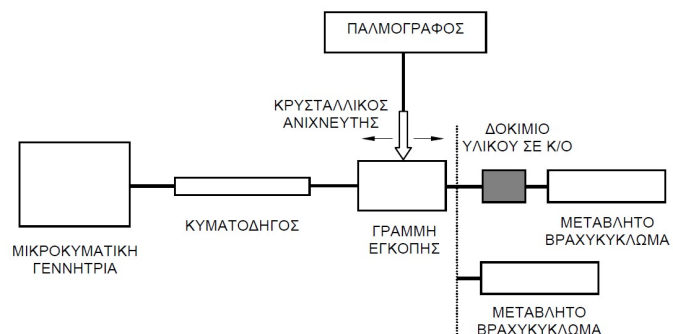 ΠΑΛΜΟΓΡΑΦΟΣ
ΚΡΥΣΤΑΛΛΙΚΟΣ
ΑΝΙΧΝΕΥΤΗΣ
ΔΟΚΙΜΙΟ
ΥΛΙΚΟΥ ΣΕ Κ/Ο
ΜΙΚΡΟΚΥΜΑΤΙΚΗ
ΓΕΝΝΗΤΡΙΑ
ΚΥΜΑΤΟΔΗΓΟΣ
ΓΡΑΜΜΗ
ΕΓΚΟΠΗΣ
ΜΕΤΑΒΛΗΤΟ
ΒΡΑΧΥΚΥΚΛΩΜΑ
ΜΕΤΑΒΛΗΤΟ
ΒΡΑΧΥΚΥΚΛΩΜΑ